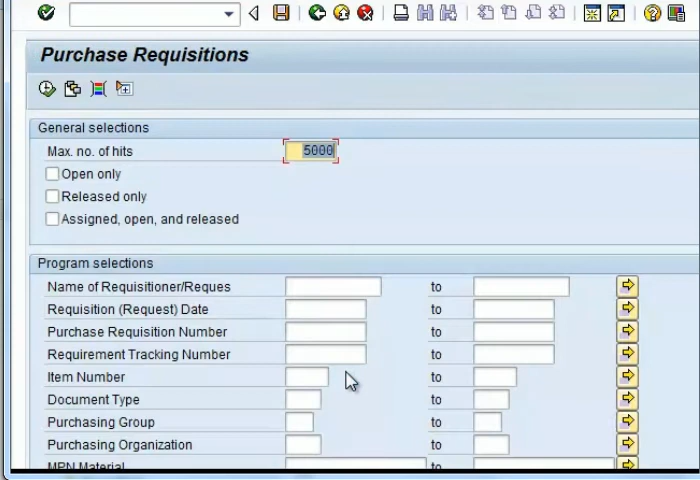 Purchase Requisitions
General selections
Max. no. of hits 5000
Open only
Released only
Assigned, open, and released
Program selections
Name of Requisitioner/Reques to
Requisition (Request) Date to
Purchase Requisition Number to
Requirement Tracking Number to
Item Number to
Document Type to
Purchasing Group to
Purchasing Organization to
MPN Material to